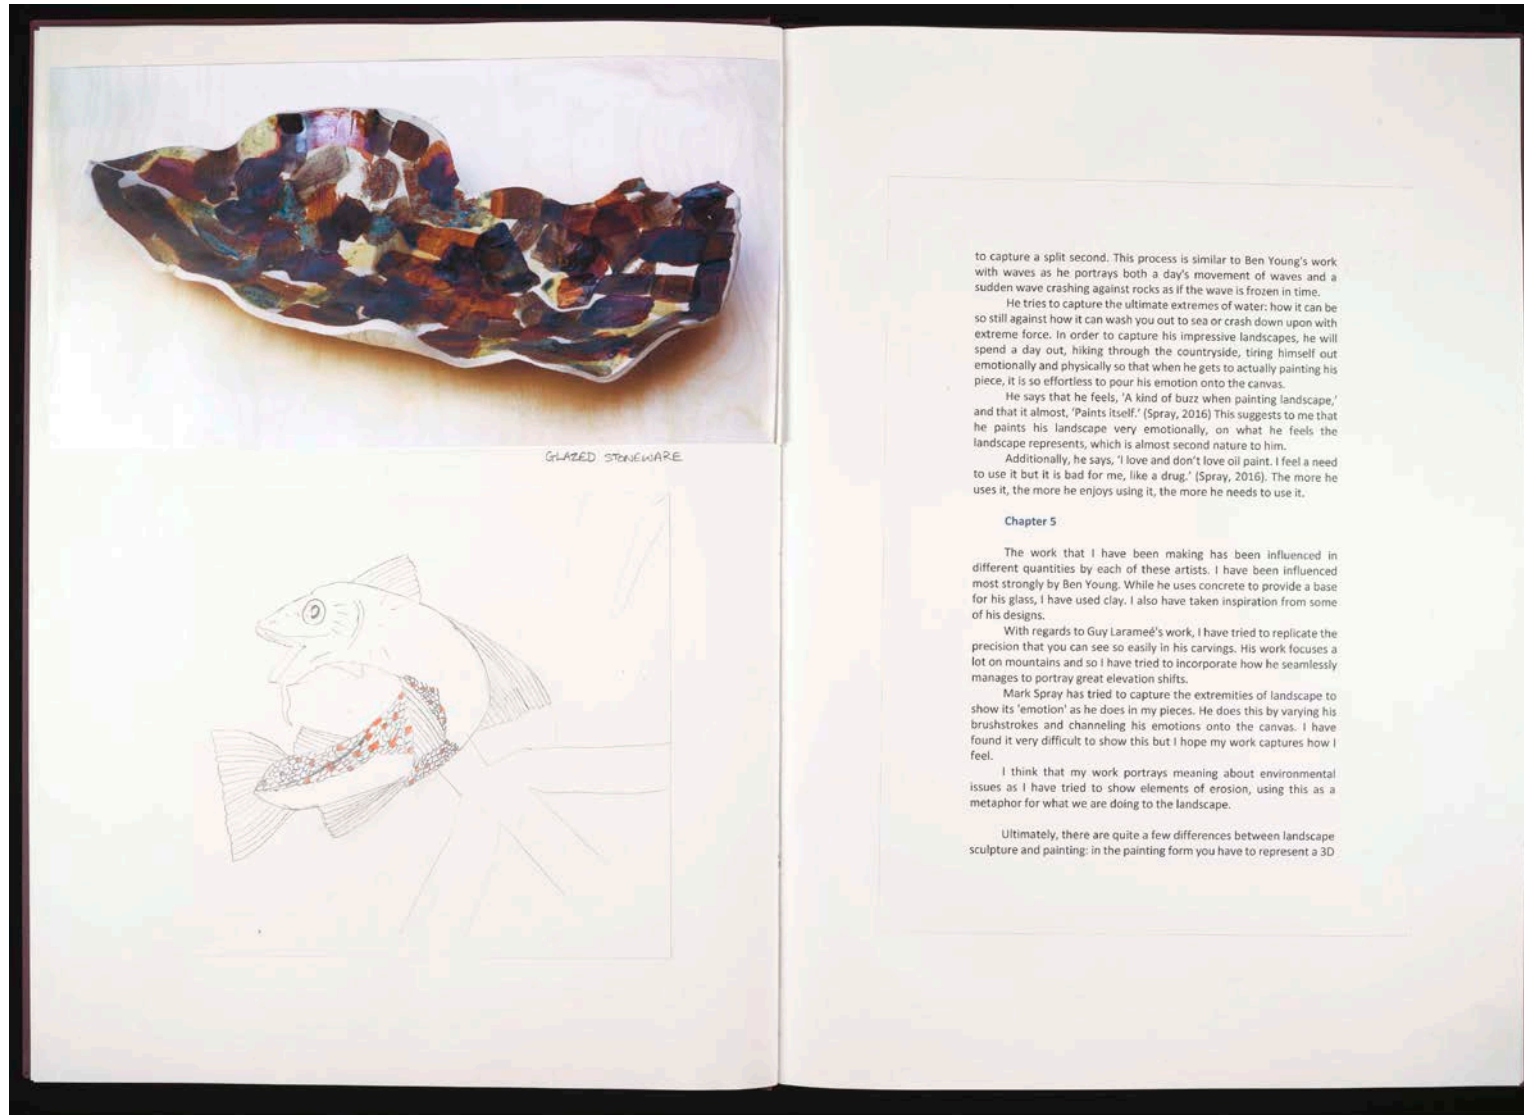 GLAZED STONEWARE
to capture a split second. This process is similar to Ben Young's work
with waves as he portrays both a day's movement of waves and a
sudden wave crashing against rocks as if the wave is frozen in time.
He tries to capture the ultimate extremes of water: how it can be
so still against how it can wash you out to sea or crash down upon with
extreme force. In order to capture his impressive landscapes, he will
spend a day out, hiking through the countryside, tiring himself out
emotionally and physically so that when he gets to actually painting his
piece, it is so effortless to pour his emotion onto the canvas.
He says that he feels, 'A kind of buzz when painting landscape,'
and that it almost, 'Paints itself.' (Spray, 2016) This suggests to me that
he paints his landscape very emotionally, on what he feels the
landscape represents, which is almost second nature to him.
Additionally, he says, 'I love and don't love oil paint. I feel a need
to use it but it is bad for me, like a drug.' (Spray, 2016). The more he
uses it, the more he enjoys using it, the more he needs to use it.
Chapter 5
The work that I have been making has been influenced in
different quantities by each of these artists. I have been influenced
most strongly by Ben Young. While he uses concrete to provide a base
for his glass, I have used clay. I also have taken inspiration from some
of his designs.
With regards to Guy Larameé's work, I have tried to replicate the
precision that you can see so easily in his carvings. His work focuses a
lot on mountains and so I have tried to incorporate how he seamlessly
manages to portray great elevation shifts.
Mark Spray has tried to capture the extremities of landscape to
show its 'emotion' as he does in my pieces. He does this by varying his
brushstrokes and channeling his emotions onto the canvas. I have
found it very difficult to show this but I hope my work captures how I
feel.
I think that my work portrays meaning about environmental
issues as I have tried to show elements of erosion, using this as a
metaphor for what we are doing to the landscape.
Ultimately, there are quite a few differences between landscape
sculpture and painting: in the painting form you have to represent a 3D